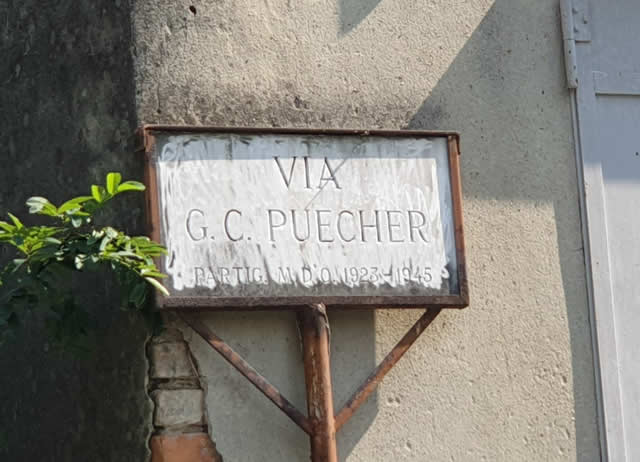 VIA
G. C. PUECHER
PARTIG. M. D'O. 1923-1945